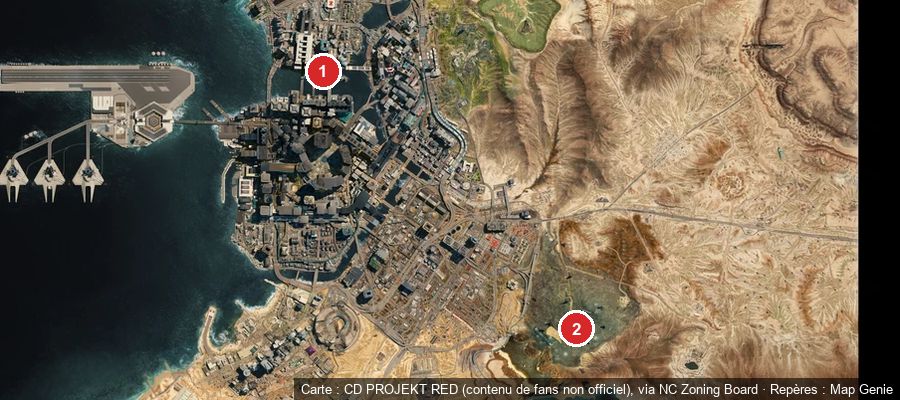 1
2
Carte : CD PROJEKT RED (contenu de fans non officiel), via NC Zoning Board · Repères : Map Genie